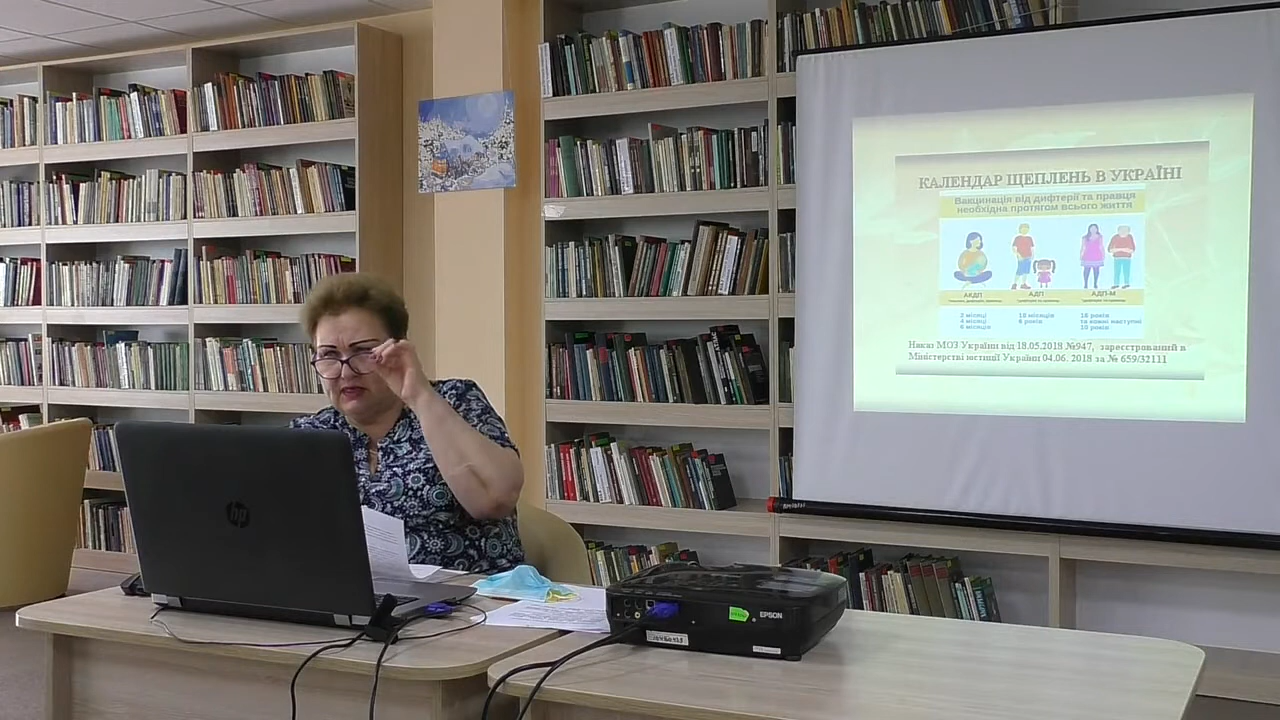 КАЛЕНДАР ЩЕПЛЕНЬ В УКРАЇНІ
Вакцинація від дифтерії та правця
необхідна протягом всього життя
АКДП
АДП
АДП-М
2 місяці
4 місяці
6 місяців
18 місяців
6 років
16 років
та кожні наступні
10 років
Наказ МОЗ України від 18.05.2018 №947, зареєстрований в
Міністерстві юстиції України 04.06. 2018 за № 659/32111
hp
EPSON